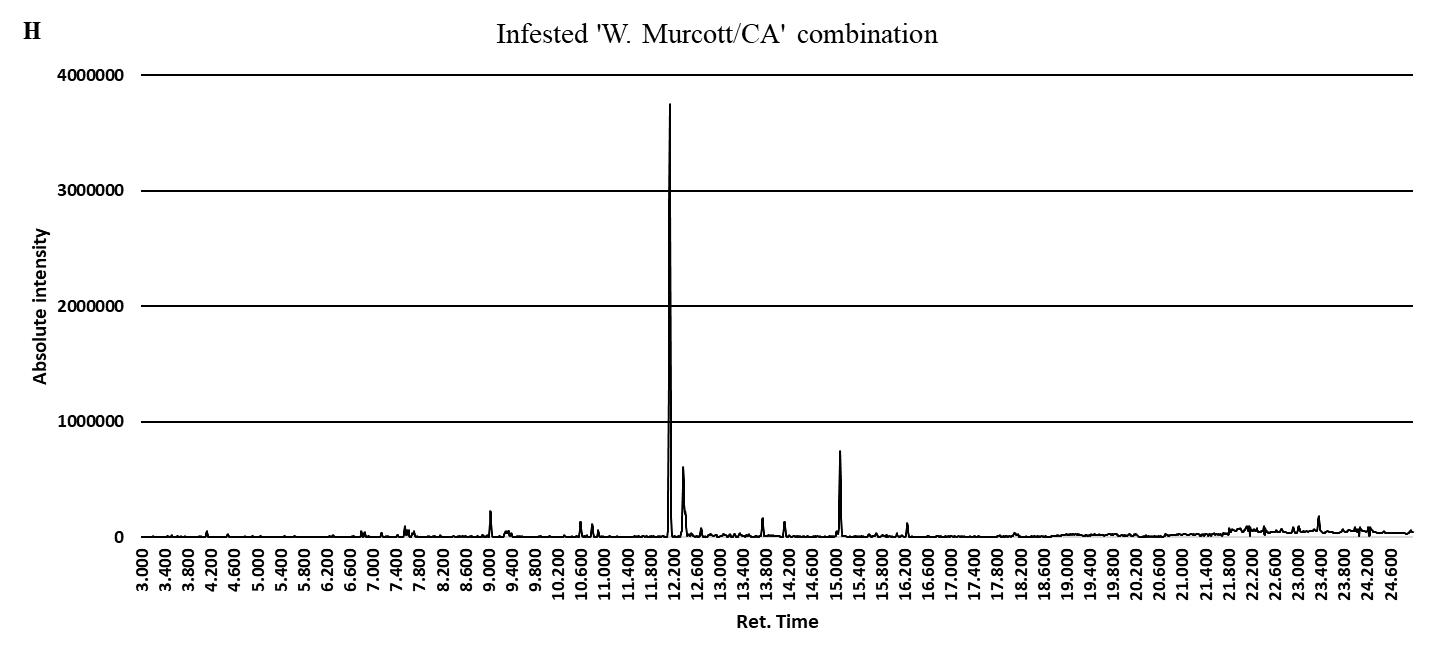 H
Infested 'W. Murcott/CA' combination
4000000
3000000
2000000
1000000
0
Absolute intensity
3.000 3.400 3.800 4.200 4.600 5.000 5.400 5.800 6.200 6.600 7.000 7.400 7.800 8.200 8.600 9.000 9.400 9.800 10.200 10.600 11.000 11.400 11.800 12.200 12.600 13.000 13.400 13.800 14.200 14.600 15.000 15.400 15.800 16.200 16.600 17.000 17.400 17.800 18.200 18.600 19.000 19.400 19.800 20.200 20.600 21.000 21.400 21.800 22.200 22.600 23.000 23.400 23.800 24.200 24.600
Ret. Time